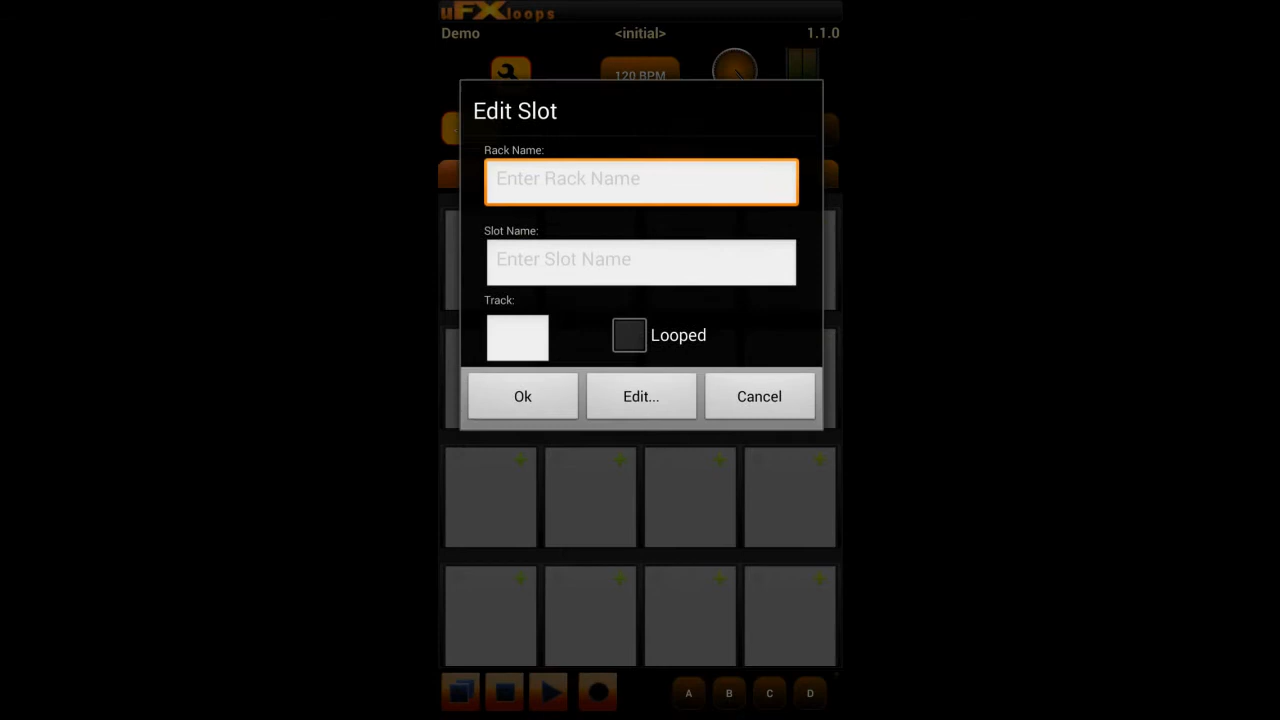 uFXloops
Demo <initial> 1.1.0
120 BPM
Edit Slot
Rack Name:
Enter Rack Name
Slot Name:
Enter Slot Name
Track:
Looped
Ok Edit... Cancel
A B C D